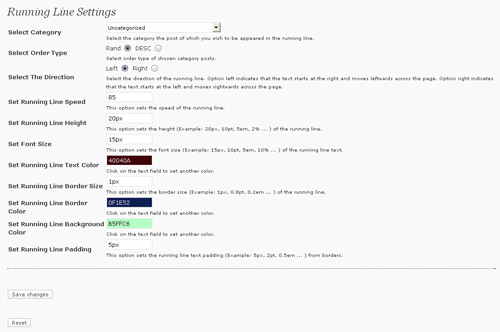 Running Line Settings
Select Category
Uncategorized
Select the category the post of which you wish to be appeared in the running line.
Select Order Type
Rand DESC
Select order type of chosen category posts.
Select The Direction
Left Right
Select the direction of the running line. Option left indicates that the text starts at the right and moves leftwards across the page. Option right indicates
that the text starts at the left and moves rightwards across the page.
Set Running Line Speed
85
This option sets the speed of the running line.
Set Running Line Height
20px
This option sets the height (Example: 20px, 10pt, 5em, 2% ... ) of the running line.
Set Font Size
15px
This option sets the font size (Example: 15px, 10pt, 5em, 10% ... ) of the running line text.
Set Running Line Text Color
40040A
Click on the text field to set another color.
Set Running Line Border Size
1px
This option sets the border size (Example: 1px, 0.8pt, 0.2em ... ) of the running line.
Set Running Line Border
Color
0F1E52
Click on the text field to set another color.
Set Running Line Background
Color
B5FFC6
Click on the text field to set another color.
Set Running Line Padding
5px
This option sets the running line text padding (Example: 5px, 2pt, 0.5em ... ) from borders.
Save changes
Reset